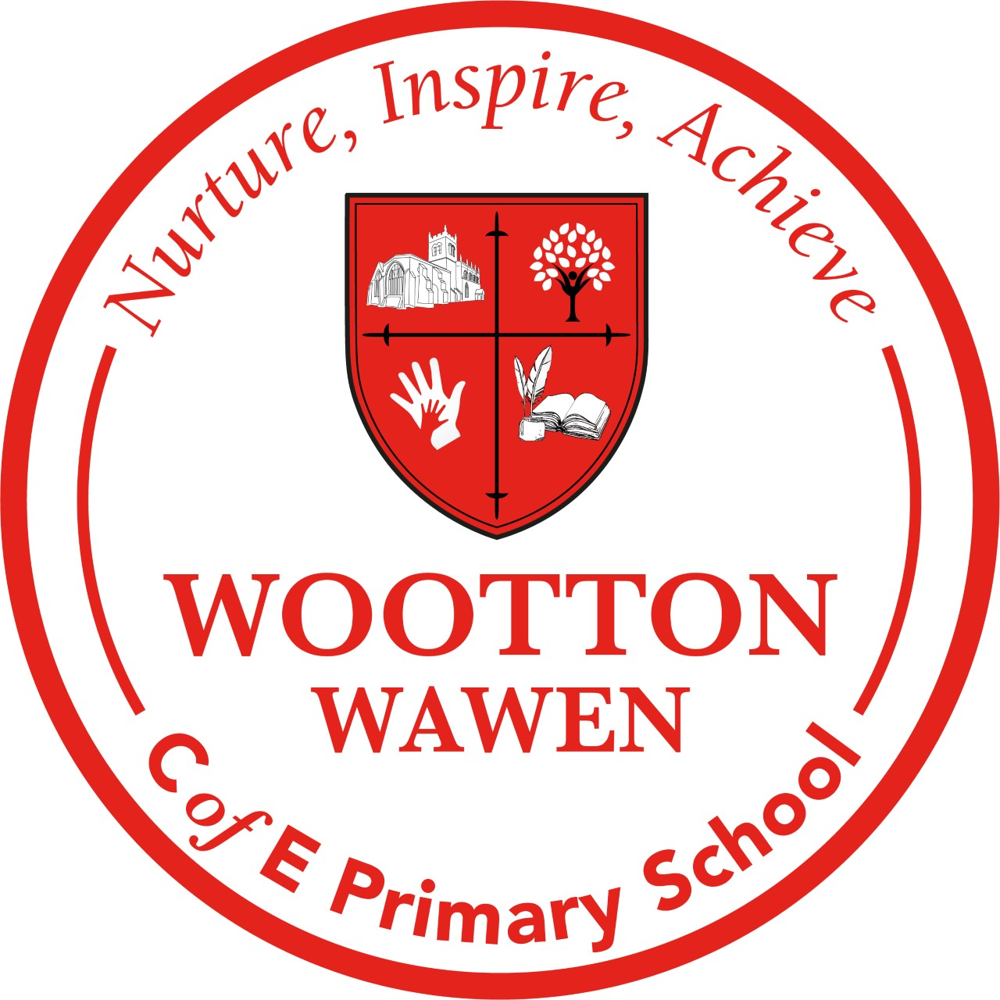 Nurture, Inspire, Achieve
WOOTTON
WAWEN
C of E Primary School